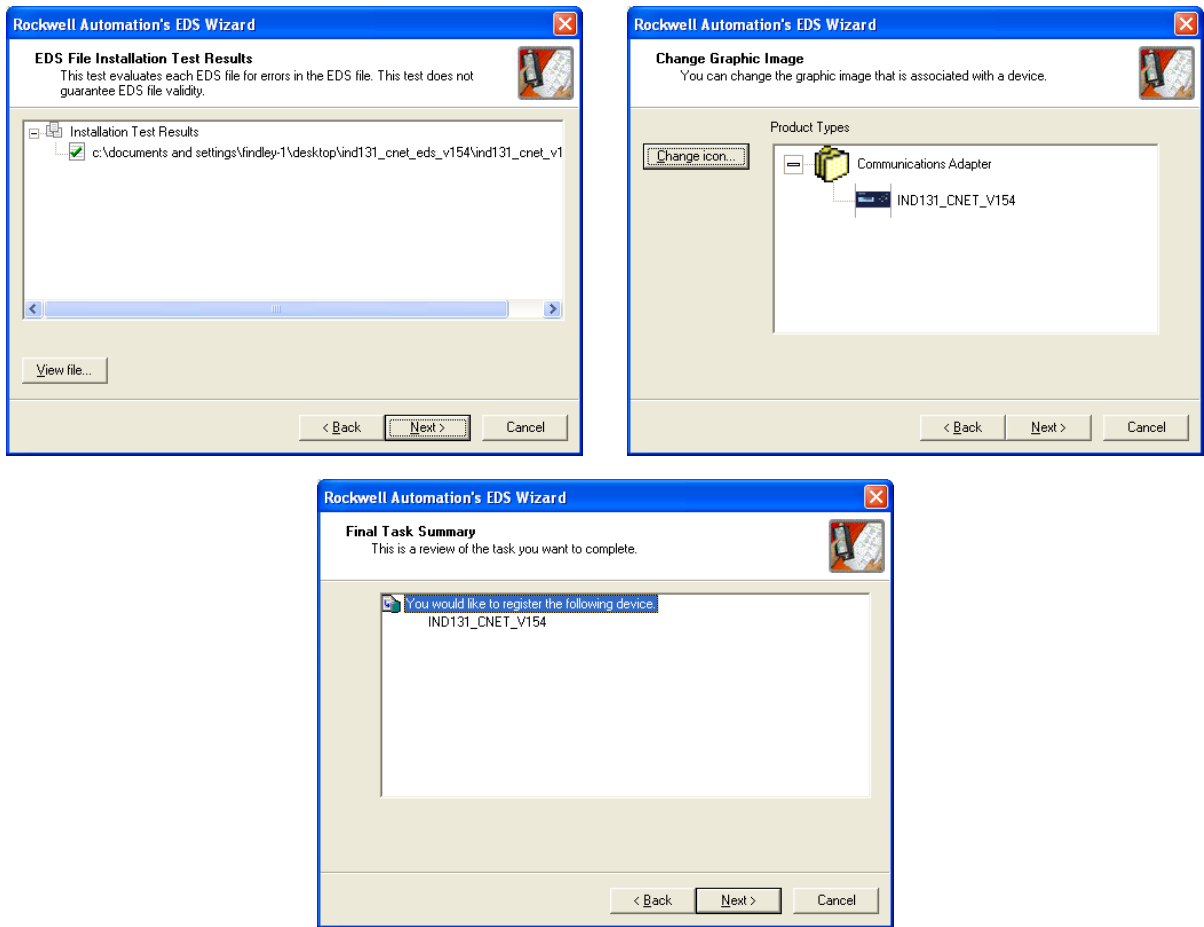 Rockwell Automation's EDS Wizard
EDS File Installation Test Results
This test evaluates each EDS file for errors in the EDS file. This test does not
guarantee EDS file validity.
Installation Test Results
c:\documents and settings\findley-1\desktop\ind131_cnet_eds_v154\ind131_cnet_v1
View file...
< Back
Next >
Cancel
Rockwell Automation's EDS Wizard
Change Graphic Image
You can change the graphic image that is associated with a device.
Product Types
Change icon...
Communications Adapter
IND131_CNET_V154
< Back
Next >
Cancel
Rockwell Automation's EDS Wizard
Final Task Summary
This is a review of the task you want to complete.
You would like to register the following device.
IND131_CNET_V154
< Back
Next >
Cancel